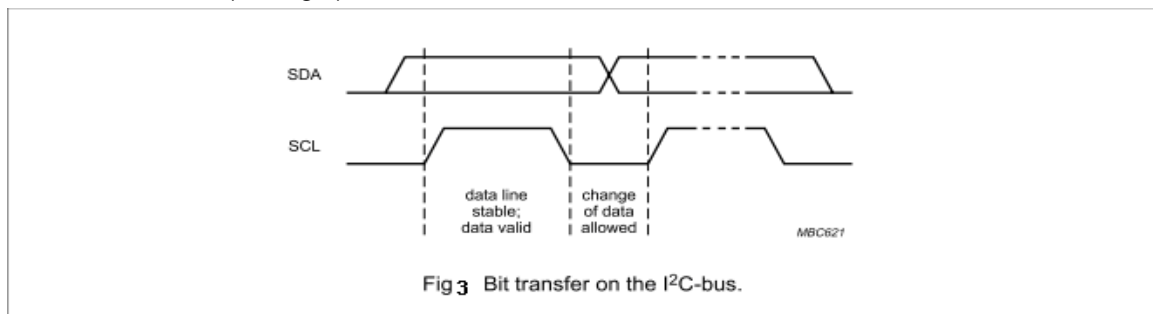 SDA
SCL
data line
stable;
data valid
change
of data
allowed
MBC621
Fig 3 Bit transfer on the I²C-bus.